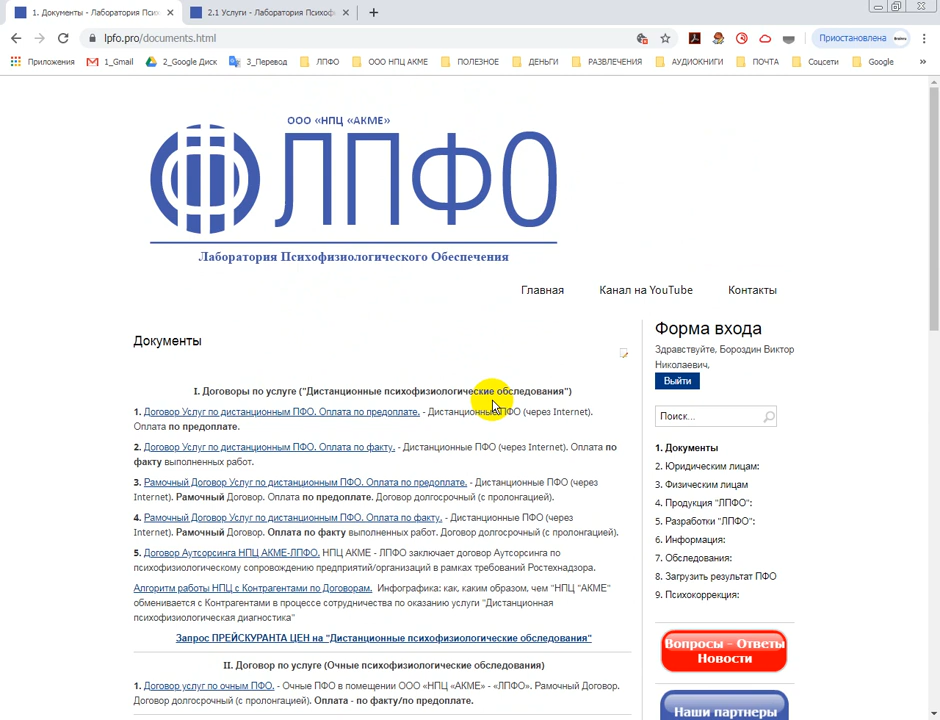 1. Документы - Лаборатория Псих
2.1 Услуги - Лаборатория Психоф
lpfo.pro/documents.html
Приостановлена
Приложения
1_Gmail
2_Google Диск
3_Перевод
ЛПФО
ООО НПЦ АКМЕ
ПОЛЕЗНОЕ
ДЕНЬГИ
РАЗВЛЕЧЕНИЯ
АУДИОКНИГИ
ПОЧТА
Соцсети
Google
»
ООО «НПЦ «АКМЕ»
ЛПФО
Лаборатория Психофизиологического Обеспечения
Главная
Канал на YouTube
Контакты
Документы
I. Договоры по услуге ("Дистанционные психофизиологические обследования")
1. Договор Услуг по дистанционным ПФО. Оплата по предоплате. - Дистанционные ПФО (через Internet).
Оплата по предоплате.
2. Договор Услуг по дистанционным ПФО. Оплата по факту. - Дистанционные ПФО (через Internet). Оплата по
факту выполненных работ.
3. Рамочный Договор Услуг по дистанционным ПФО. Оплата по предоплате. - Дистанционные ПФО (через
Internet). Рамочный Договор. Оплата по предоплате. Договор долгосрочный (с пролонгацией).
4. Рамочный Договор Услуг по дистанционным ПФО. Оплата по факту. - Дистанционные ПФО (через
Internet). Рамочный Договор. Оплата по факту выполненных работ. Договор долгосрочный (с пролонгацией).
5. Договор Аутсорсинга НПЦ АКМЕ-ЛПФО. НПЦ АКМЕ - ЛПФО заключает договор Аутсорсинга по
психофизиологическому сопровождению предприятий/организаций в рамках требований Ростехнадзора.
Алгоритм работы НПЦ с Контрагентами по Договорам. Инфографика: как, каким образом, чем "НПЦ "АКМЕ"
обменивается с Контрагентами в процессе сотрудничества по оказанию услуги "Дистанционная
психофизиологическая диагностика"
Запрос ПРЕЙСКУРАНТА ЦЕН на "Дистанционные психофизиологические обследования"
II. Договор по услуге (Очные психофизиологические обследования)
1. Договор услуг по очным ПФО. - Очные ПФО в помещении ООО «НПЦ «АКМЕ» - «ЛПФО». Рамочный Договор.
Договор долгосрочный (с пролонгацией). Оплата - по факту/по предоплате.
Форма входа
Здравствуйте, Бороздин Виктор
Николаевич,
Выйти
Поиск...
1. Документы
2. Юридическим лицам:
3. Физическим лицам
4. Продукция "ЛПФО":
5. Разработки "ЛПФО":
6. Информация:
7. Обследования:
8. Загрузить результат ПФО
9. Психокоррекция:
Вопросы - Ответы
Новости
Наши партнеры